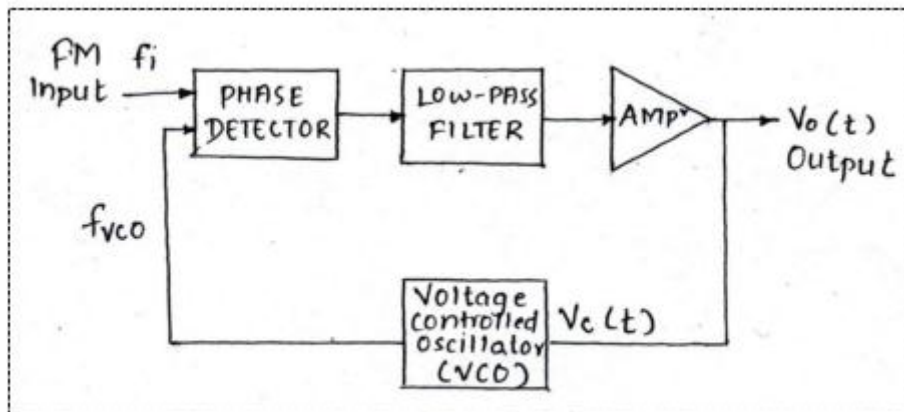 FM fi
Input
PHASE
DETECTOR
LOW-PASS
FILTER
AMPr
Vo(t)
Output
fVCO
Voltage
controlled
Oscillator
(VCO)
Vc(t)